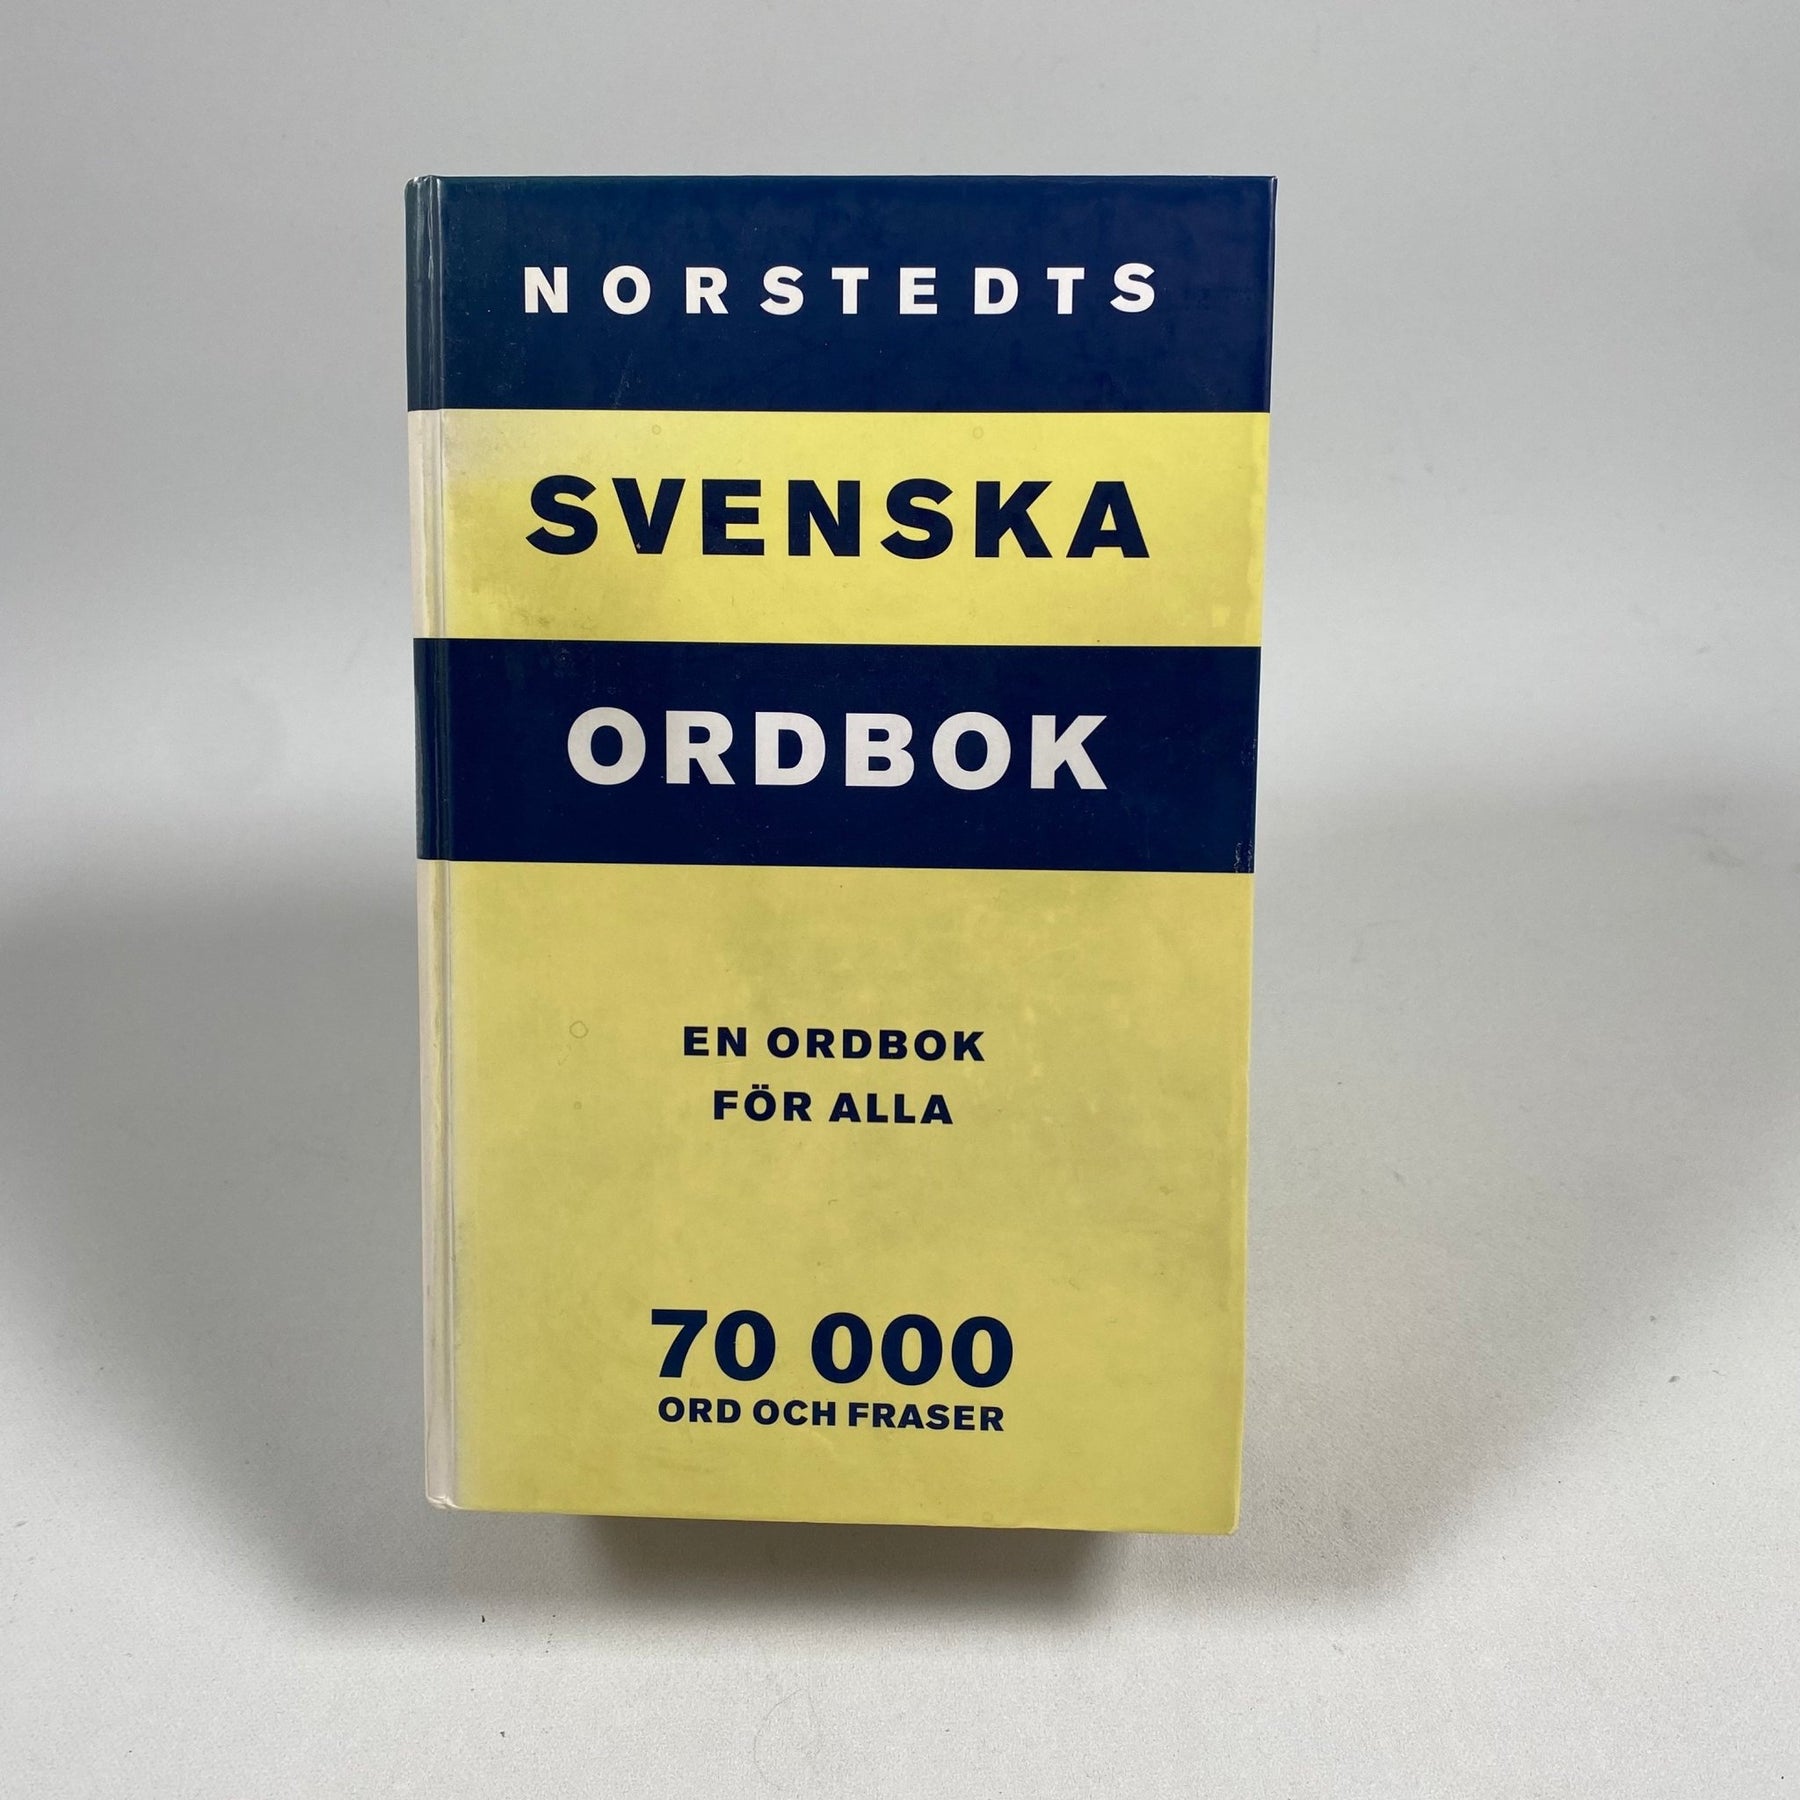 NORSTEDTS
SVENSKA
ORDBOK
EN ORDBOK
FÖR ALLA
70 000
ORD OCH FRASER